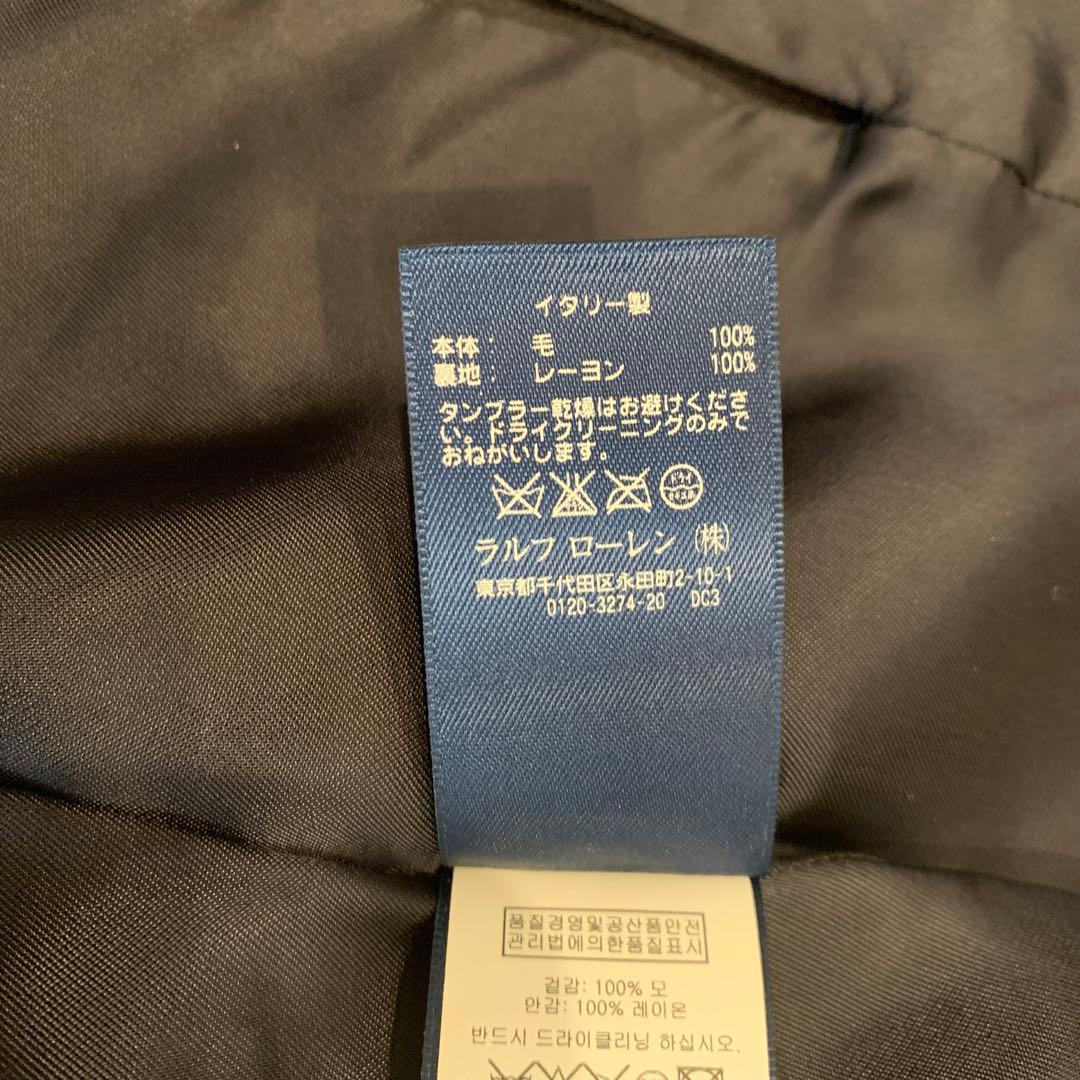 イタリー製
本体: 毛 100%
裏地: レーヨン 100%
タンブラー乾燥はお避けくださ
い。ドライクリーニングのみで
おねがいします。
ドライ
ラルフ ローレン (株)
東京都千代田区永田町2-10-1
0120-3274-20 DC3
품질경영및공산품안전
관리법에의한품질표시
겉감: 100% 모
안감: 100% 레이온
반드시 드라이클리닝 하십시오.